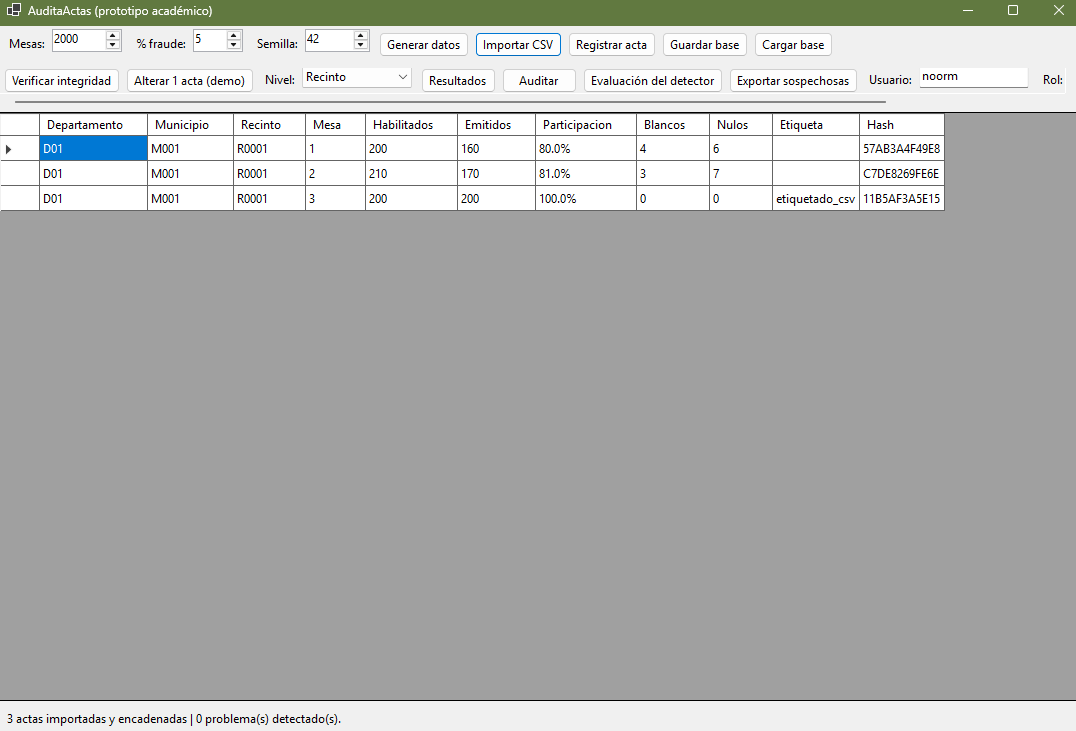 AuditaActas (prototipo académico)
Mesas: 2000 % fraude: 5 Semilla: 42 Generar datos Importar CSV Registrar acta Guardar base Cargar base
Verificar integridad Alterar 1 acta (demo) Nivel: Recinto Resultados Auditar Evaluación del detector Exportar sospechosas Usuario: noorm Rol:
Departamento Municipio Recinto Mesa Habilitados Emitidos Participacion Blancos Nulos Etiqueta Hash
D01 M001 R0001 1 200 160 80.0% 4 6 57AB3A4F49E8
D01 M001 R0001 2 210 170 81.0% 3 7 C7DE8269FE6E
D01 M001 R0001 3 200 200 100.0% 0 0 etiquetado_csv 11B5AF3A5E15
3 actas importadas y encadenadas | 0 problema(s) detectado(s).